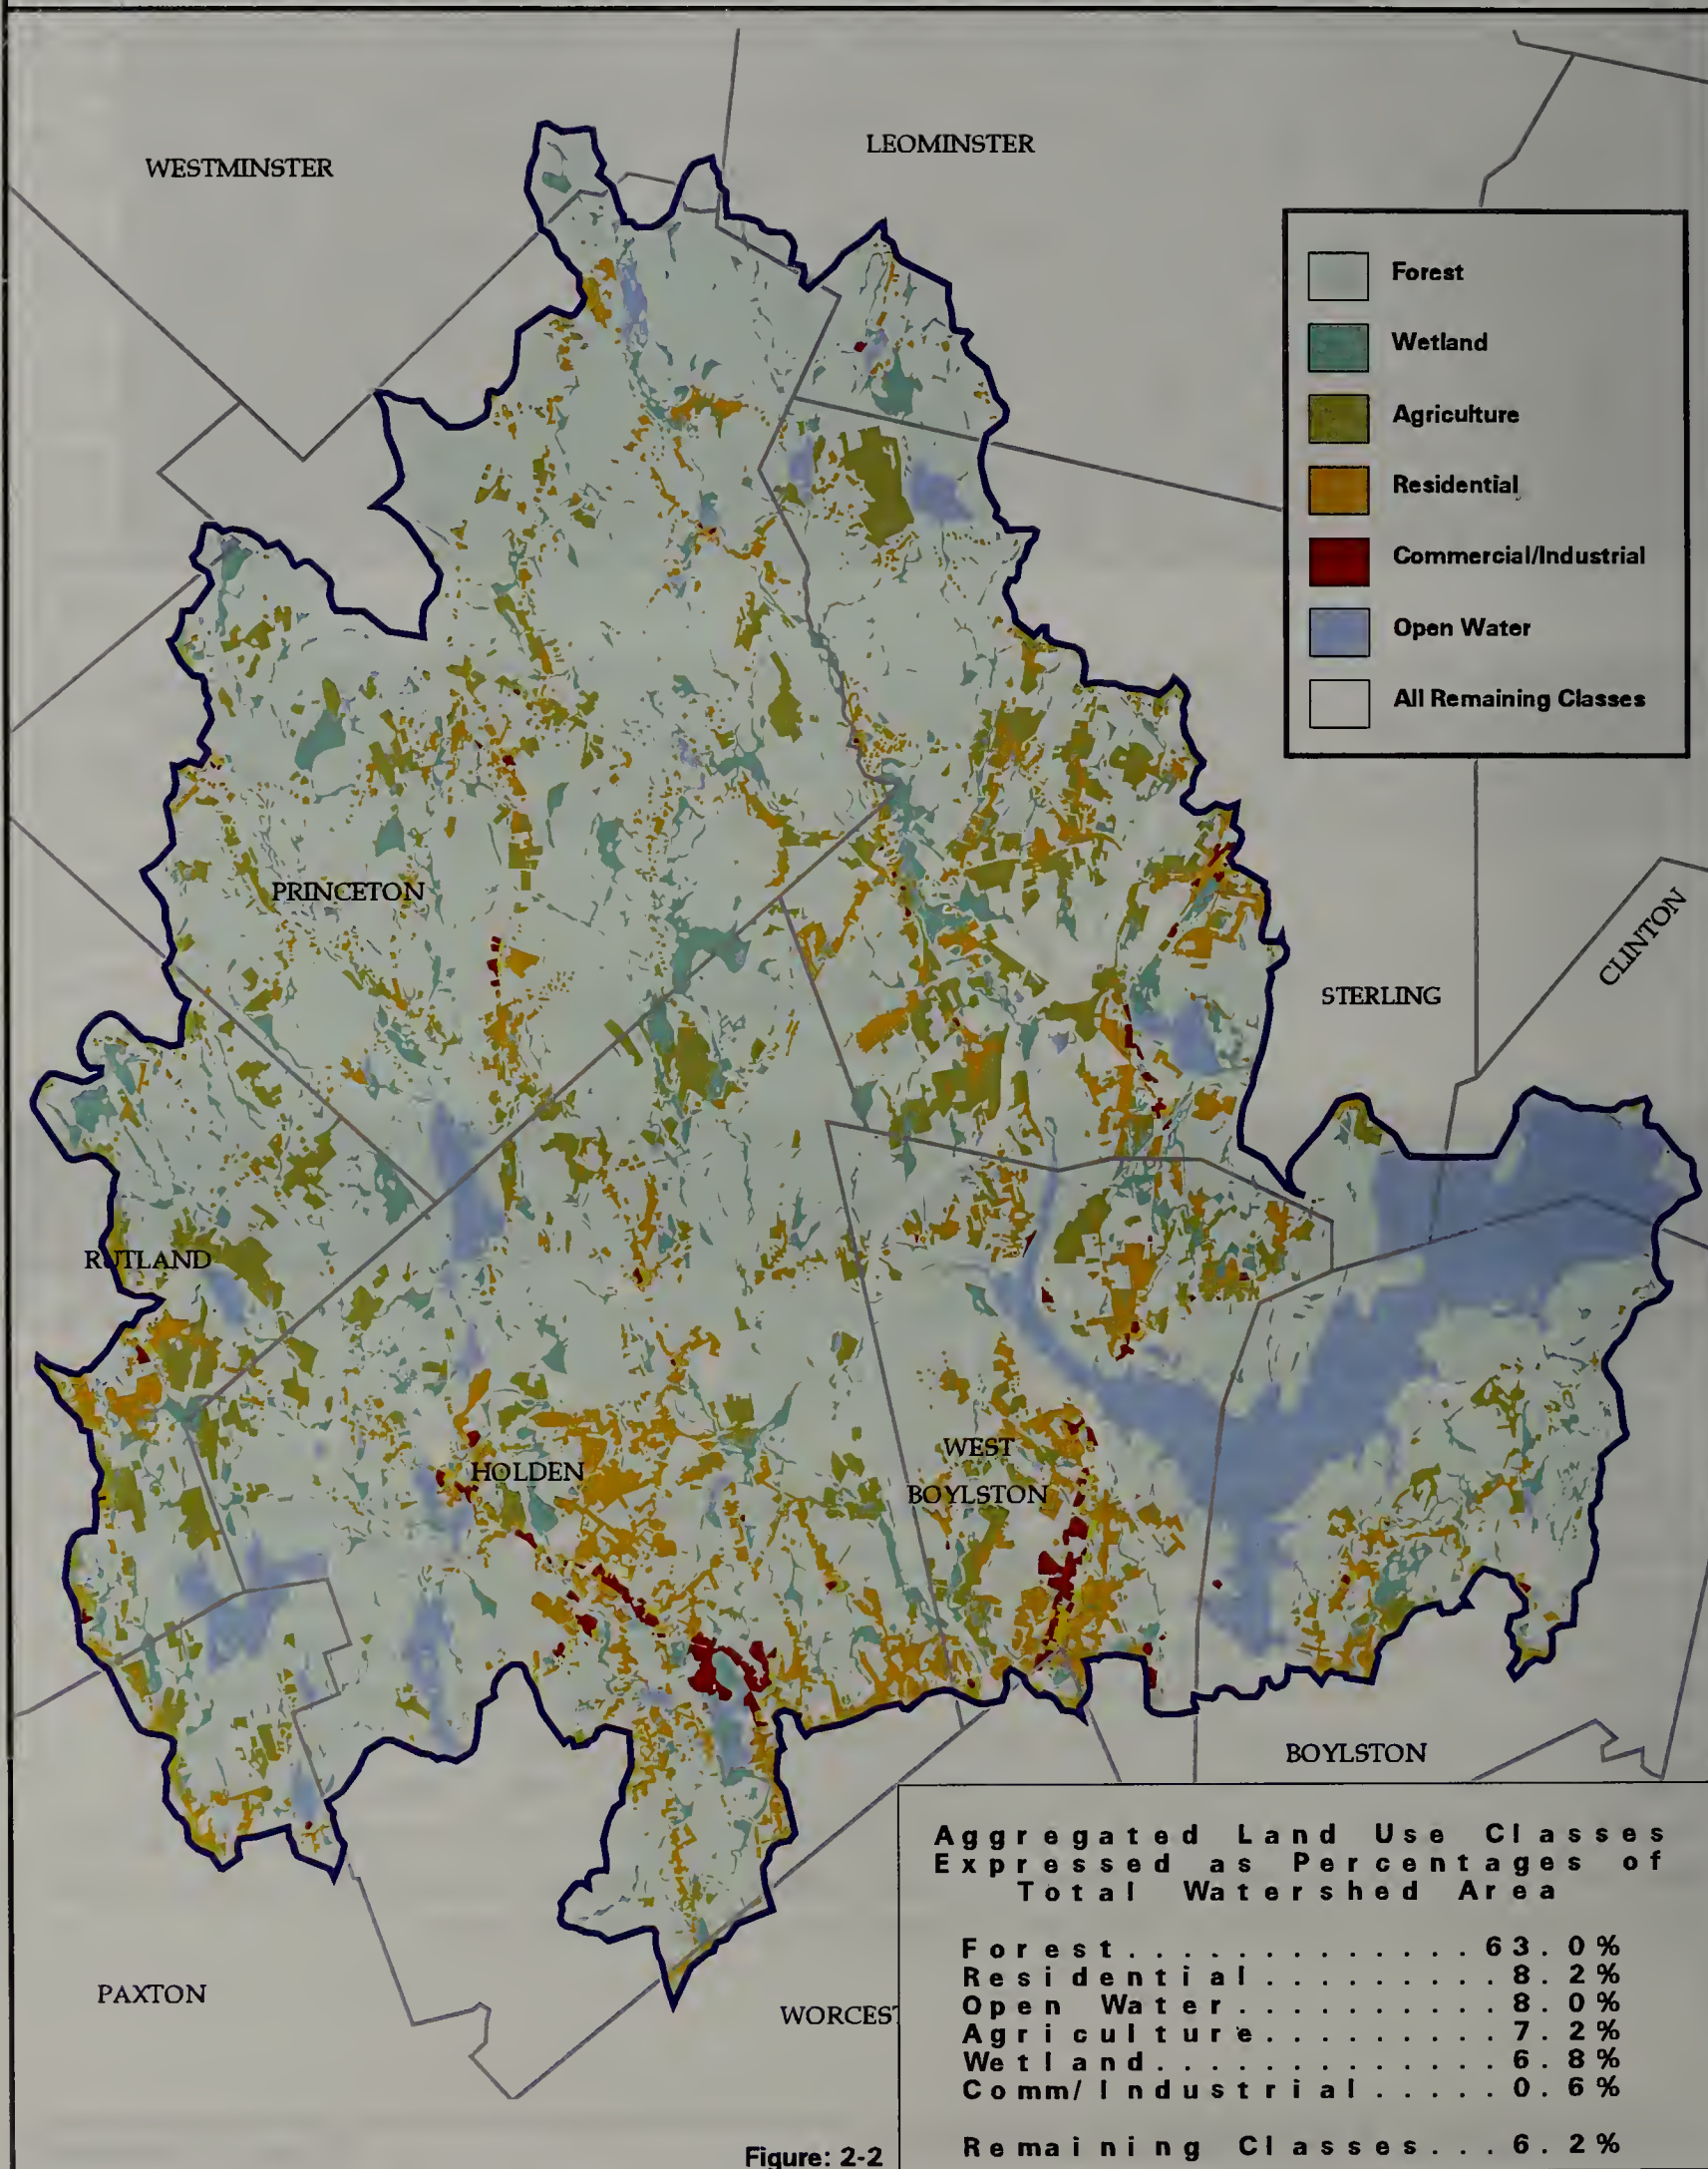 WESTMINSTER
LEOMINSTER
Forest
Wetland
Agriculture
Residential
Commercial/Industrial
Open Water
All Remaining Classes
PRINCETON
CLINTON
STERLING
RUTLAND
HOLDEN
WEST
BOYLSTON
BOYLSTON
PAXTON
WORCES
Aggregated Land Use Classes
Expressed as Percentages of
Total Watershed Area
Forest..............63.0%
Residential..........8.2%
Open Water...........8.0%
Agriculture..........7.2%
Wetland..............6.8%
Comm/Industrial.....0.6%
Remaining Classes...6.2%
Figure: 2-2